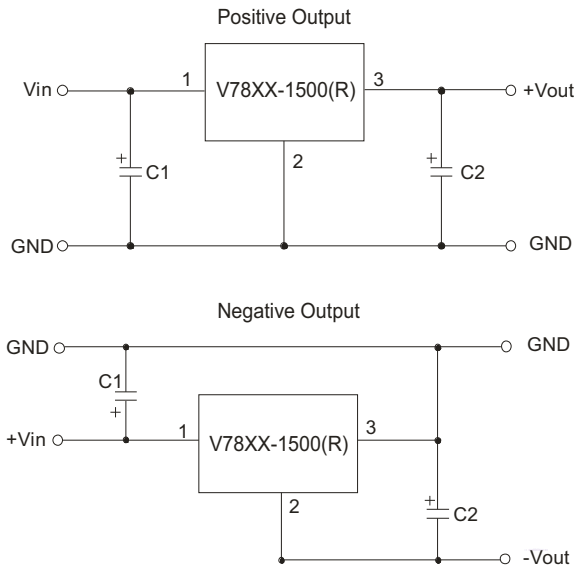 Positive Output
Vin 1 V78XX-1500(R) 3 +Vout
2
+ C1 + C2
GND GND
Negative Output
GND GND
C1
+
+Vin 1 V78XX-1500(R) 3
2
+ C2
-Vout